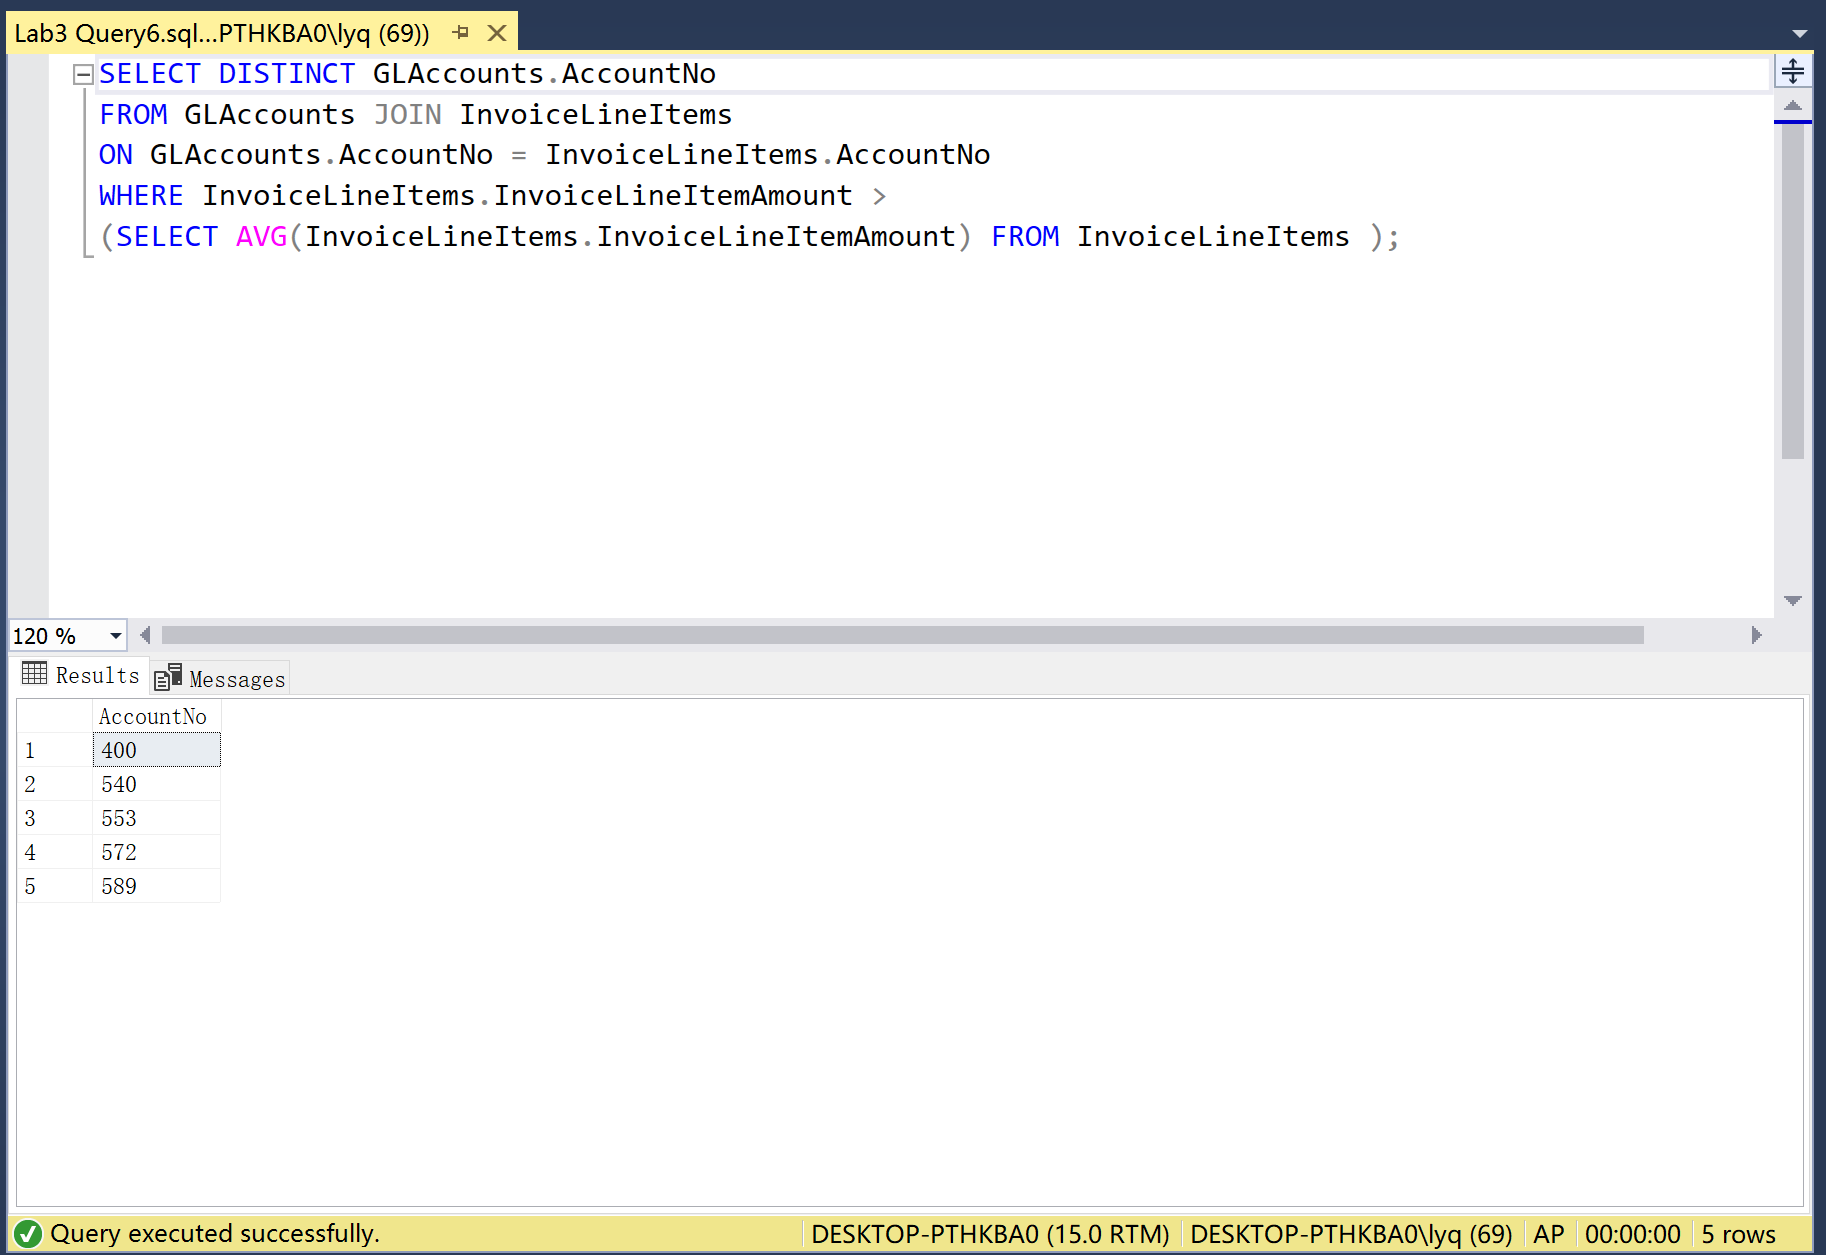 Lab3 Query6.sql...PTHKBA0\lyq (69))
SELECT DISTINCT GLAccounts.AccountNo
FROM GLAccounts JOIN InvoiceLineItems
ON GLAccounts.AccountNo = InvoiceLineItems.AccountNo
WHERE InvoiceLineItems.InvoiceLineItemAmount >
(SELECT AVG(InvoiceLineItems.InvoiceLineItemAmount) FROM InvoiceLineItems );
120 %
Results Messages
AccountNo
1 400
2 540
3 553
4 572
5 589
Query executed successfully. DESKTOP-PTHKBA0 (15.0 RTM) DESKTOP-PTHKBA0\lyq (69) AP 00:00:00 5 rows